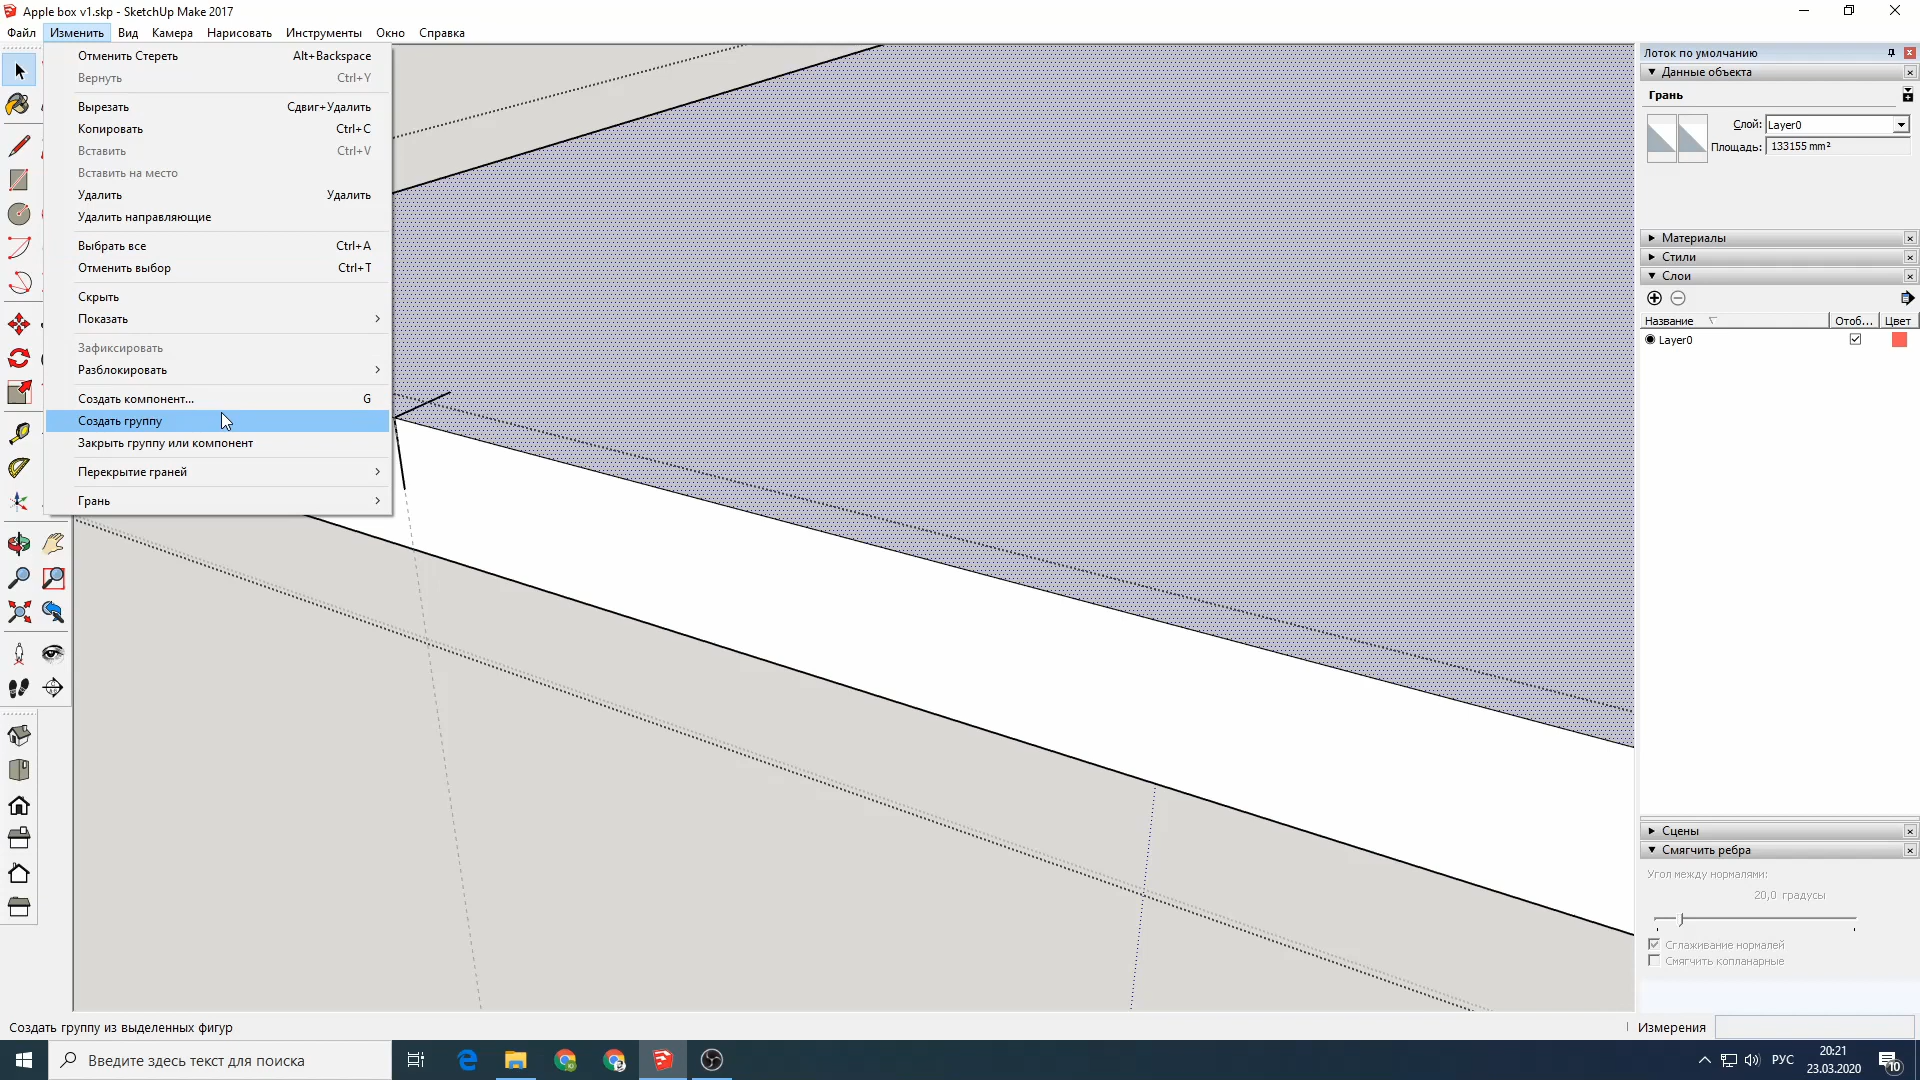 Apple box v1.skp - SketchUp Make 2017
Файл Изменить Вид Камера Нарисовать Инструменты Окно Справка
Отменить Стереть Alt+Backspace
Вернуть Ctrl+Y
Вырезать Сдвиг+Удалить
Копировать Ctrl+C
Вставить Ctrl+V
Вставить на место
Удалить Удалить
Удалить направляющие
Выбрать все Ctrl+A
Отменить выбор Ctrl+T
Скрыть
Показать
Зафиксировать
Разблокировать
Создать компонент... G
Создать группу
Закрыть группу или компонент
Перекрытие граней
Грань
Лоток по умолчанию
Данные объекта
Грань
Слой: Layer0
Площадь: 133155 mm²
Материалы
Стили
Слои
Название Отоб... Цвет
Layer0
Сцены
Смягчить ребра
Угол между нормалями:
20,0 градусы
Сглаживание нормалей
Смягчить копланарные
Создать группу из выделенных фигур
Измерения
Введите здесь текст для поиска
РУС
20:21
23.03.2020
10